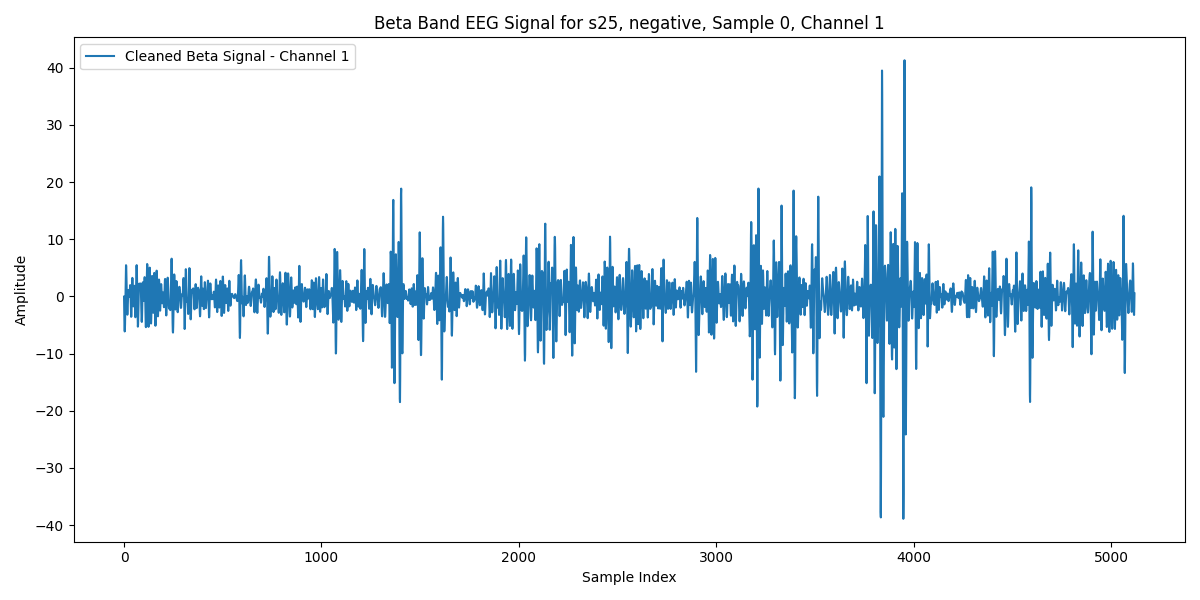 Beta Band EEG Signal for s25, negative, Sample 0, Channel 1
Cleaned Beta Signal - Channel 1
40
30
20
10
0
−10
−20
−30
−40
Amplitude
0 1000 2000 3000 4000 5000
Sample Index